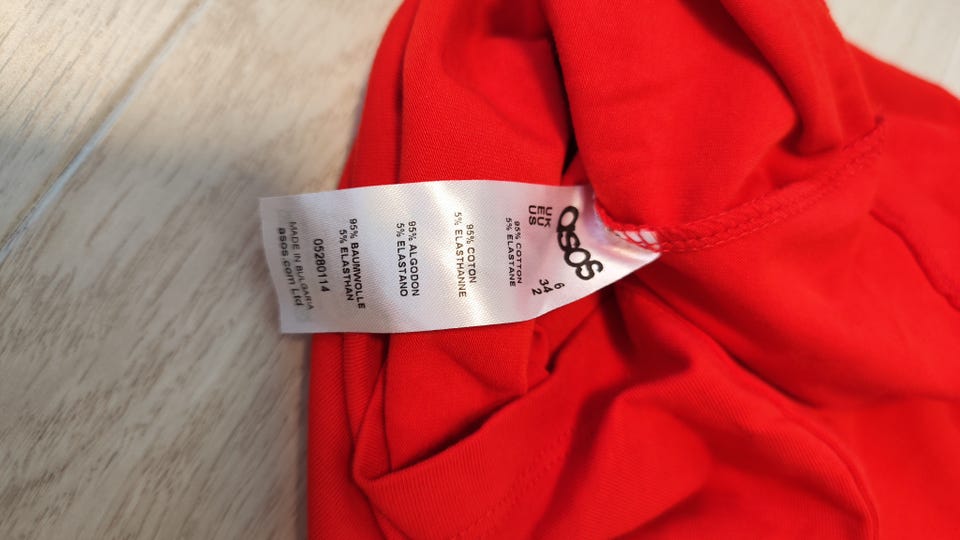 asos
UK 6
EU 34
US 2
95% COTTON
5% ELASTANE
95% COTON
5% ELASTHANNE
95% ALGODON
5% ELASTANO
95% BAUMWOLLE
5% ELASTHAN
05280114
MADE IN BULGARIA
asos.com Ltd